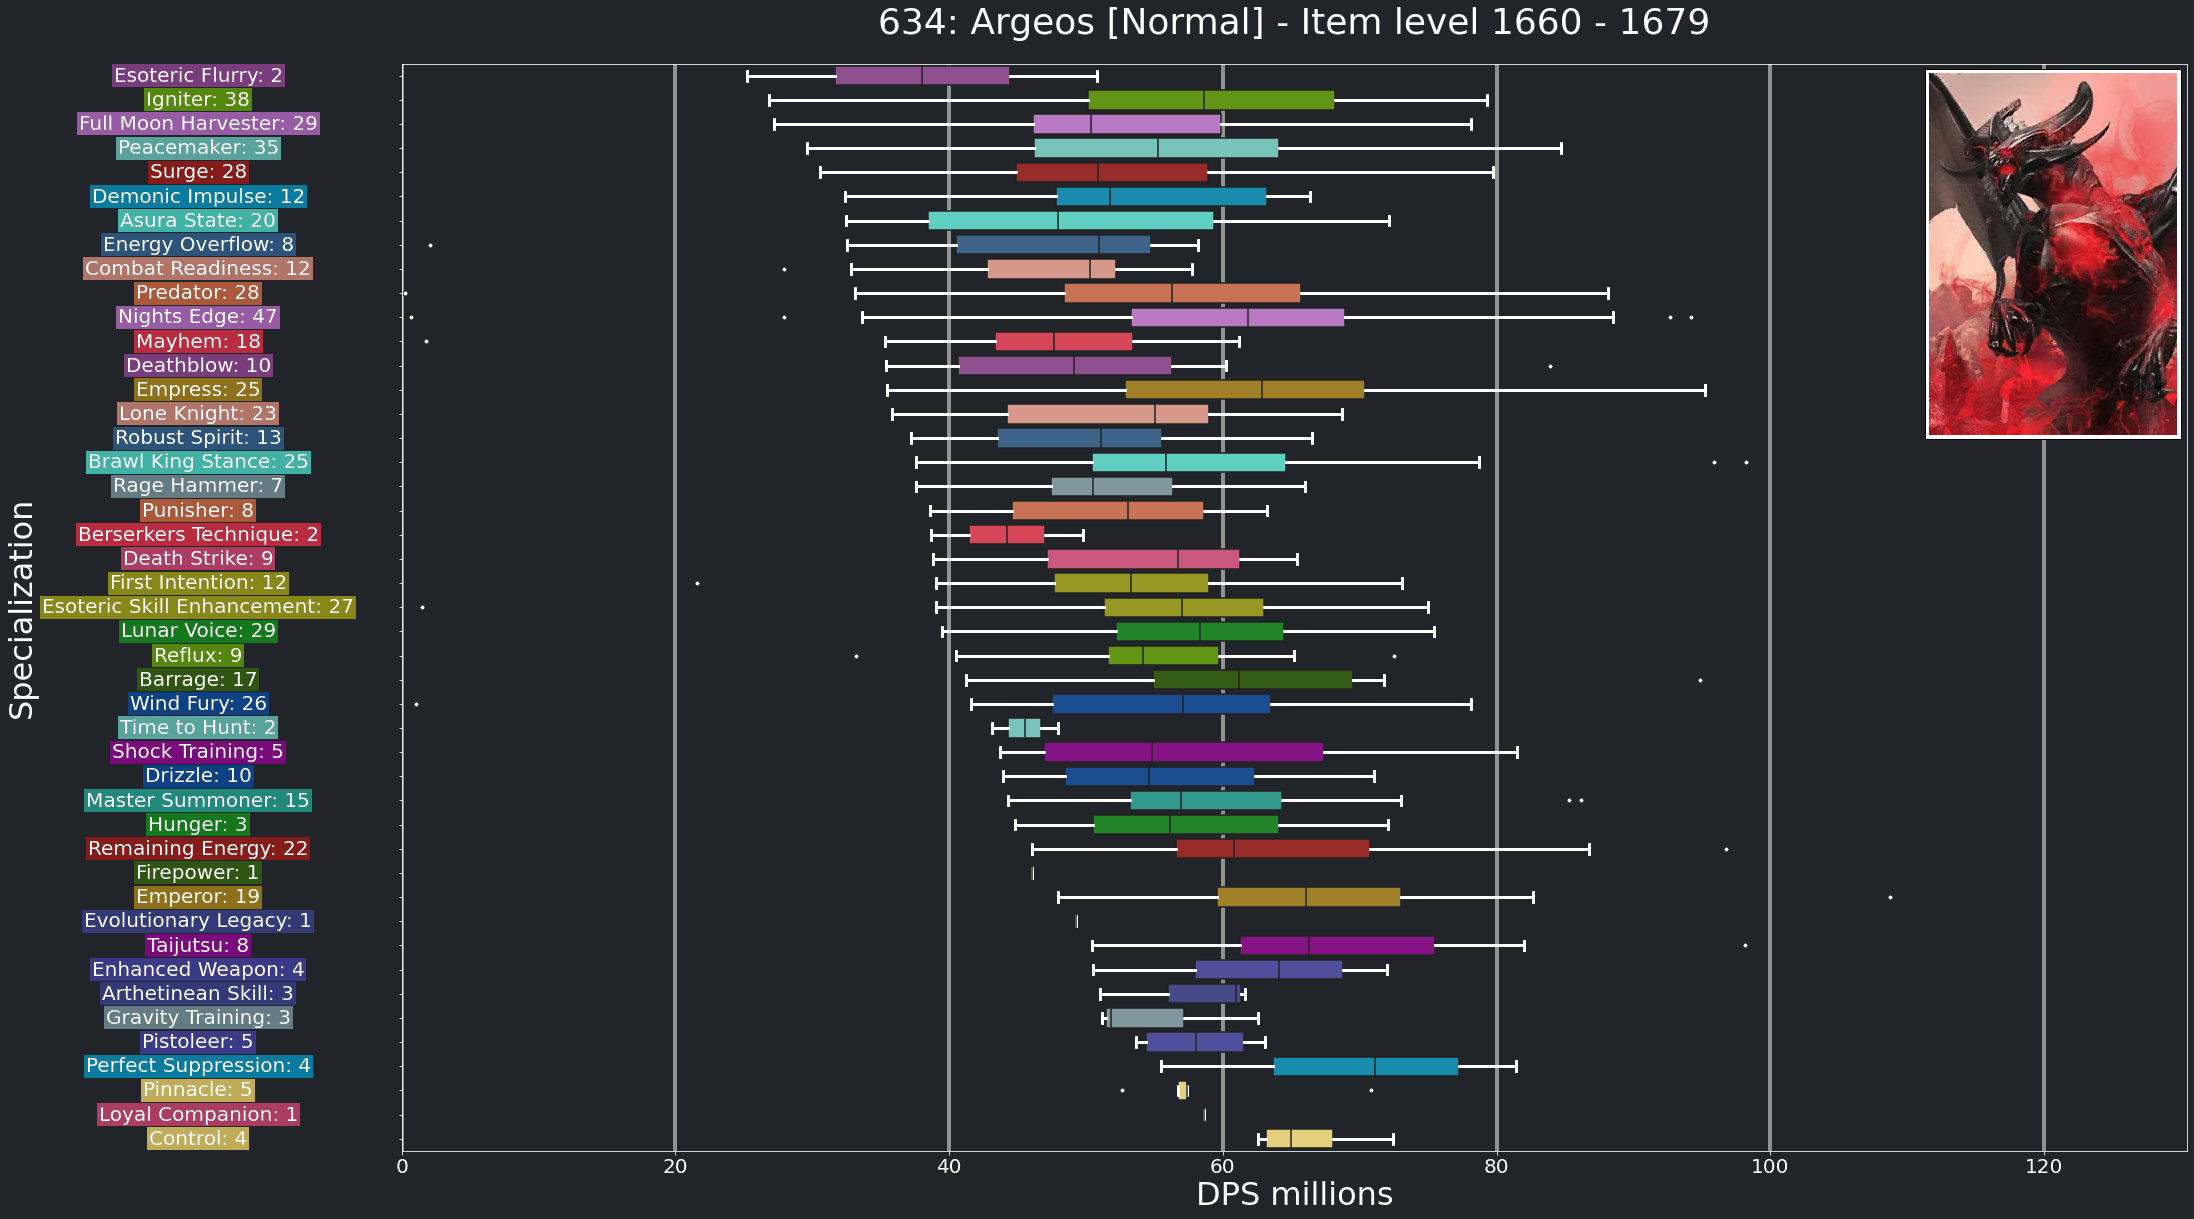 634: Argeos [Normal] - Item level 1660 - 1679
Esoteric Flurry: 2
Igniter: 38
Full Moon Harvester: 29
Peacemaker: 35
Surge: 28
Demonic Impulse: 12
Asura State: 20
Energy Overflow: 8
Combat Readiness: 12
Predator: 28
Nights Edge: 47
Mayhem: 18
Deathblow: 10
Empress: 25
Lone Knight: 23
Robust Spirit: 13
Brawl King Stance: 25
Rage Hammer: 7
Punisher: 8
Berserkers Technique: 2
Death Strike: 9
First Intention: 12
Esoteric Skill Enhancement: 27
Lunar Voice: 29
Reflux: 9
Barrage: 17
Wind Fury: 26
Time to Hunt: 2
Shock Training: 5
Drizzle: 10
Master Summoner: 15
Hunger: 3
Remaining Energy: 22
Firepower: 1
Emperor: 19
Evolutionary Legacy: 1
Taijutsu: 8
Enhanced Weapon: 4
Arthetinean Skill: 3
Gravity Training: 3
Pistoleer: 5
Perfect Suppression: 4
Pinnacle: 5
Loyal Companion: 1
Control: 4
Specialization
0 20 40 60 80 100 120
DPS millions